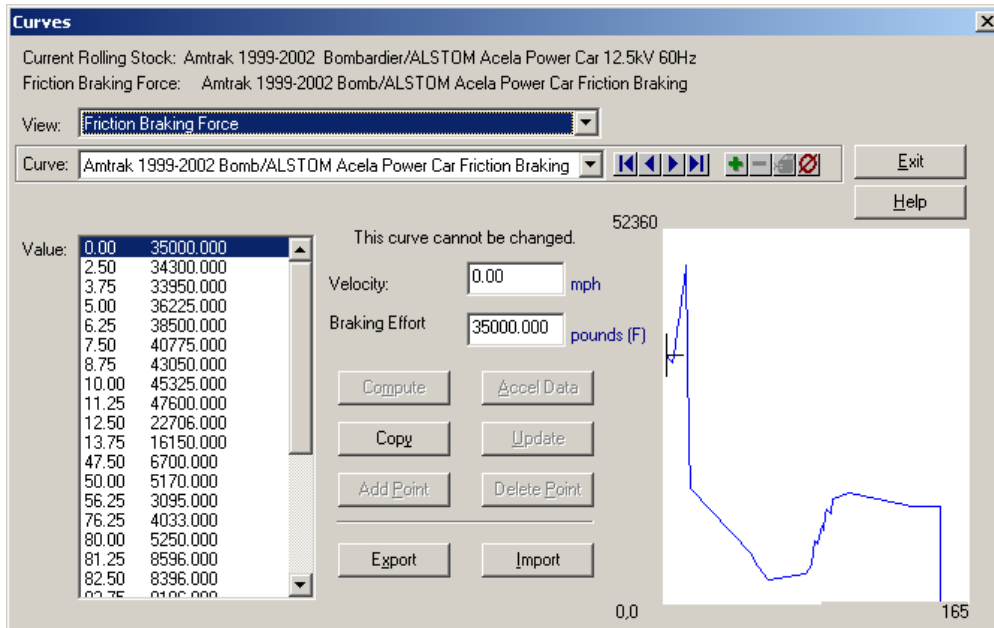 Curves
Current Rolling Stock: Amtrak 1999-2002 Bombardier/ALSTOM Acela Power Car 12.5kV 60Hz
Friction Braking Force: Amtrak 1999-2002 Bomb/ALSTOM Acela Power Car Friction Braking
View: Friction Braking Force
Curve: Amtrak 1999-2002 Bomb/ALSTOM Acela Power Car Friction Braking
Exit
Help
Value:
0.00 35000.000
2.50 34300.000
3.75 33950.000
5.00 36225.000
6.25 38500.000
7.50 40775.000
8.75 43050.000
10.00 45325.000
11.25 47600.000
12.50 22706.000
13.75 16150.000
47.50 6700.000
50.00 5170.000
56.25 3095.000
76.25 4033.000
80.00 5250.000
81.25 8596.000
82.50 8396.000
This curve cannot be changed.
Velocity: 0.00 mph
Braking Effort 35000.000 pounds (F)
Compute Accel Data
Copy Update
Add Point Delete Point
Export Import
52360
0,0 165